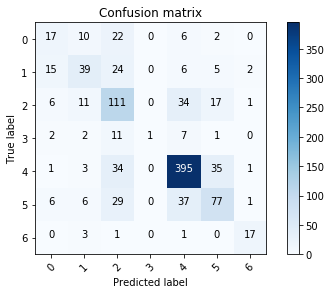 Confusion matrix
0 17 10 22 0 6 2 0
1 15 39 24 0 6 5 2
2 6 11 111 0 34 17 1
3 2 2 11 1 7 1 0
4 1 3 34 0 395 35 1
5 6 6 29 0 37 77 1
6 0 3 1 0 1 0 17
0 1 2 3 4 5 6
True label
Predicted label
350
300
250
200
150
100
50
0